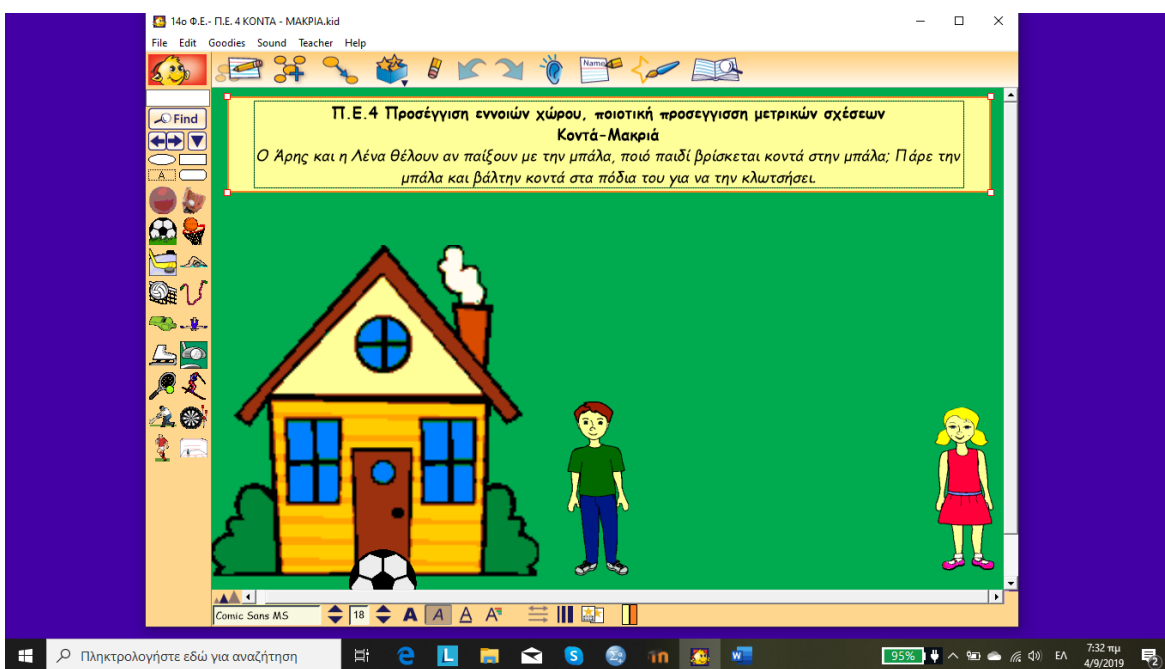 14ο Φ.Ε.- Π.Ε. 4 ΚΟΝΤΑ - ΜΑΚΡΙΑ.kid
File Edit Goodies Sound Teacher Help
Name
Find
A
Π.Ε.4 Προσέγγιση εννοιών χώρου, ποιοτική προσεγγισση μετρικών σχέσεων
Κοντά-Μακριά
Ο Άρης και η Λένα θέλουν αν παίξουν με την μπάλα, ποιό παιδί βρίσκεται κοντά στην μπάλα; Πάρε την
μπάλα και βάλτην κοντά στα πόδια του για να την κλωτσήσει.
Comic Sans MS 18 A A A A
Πληκτρολογήστε εδώ για αναζήτηση
95% ΕΛ 7:32 πμ
4/9/2019